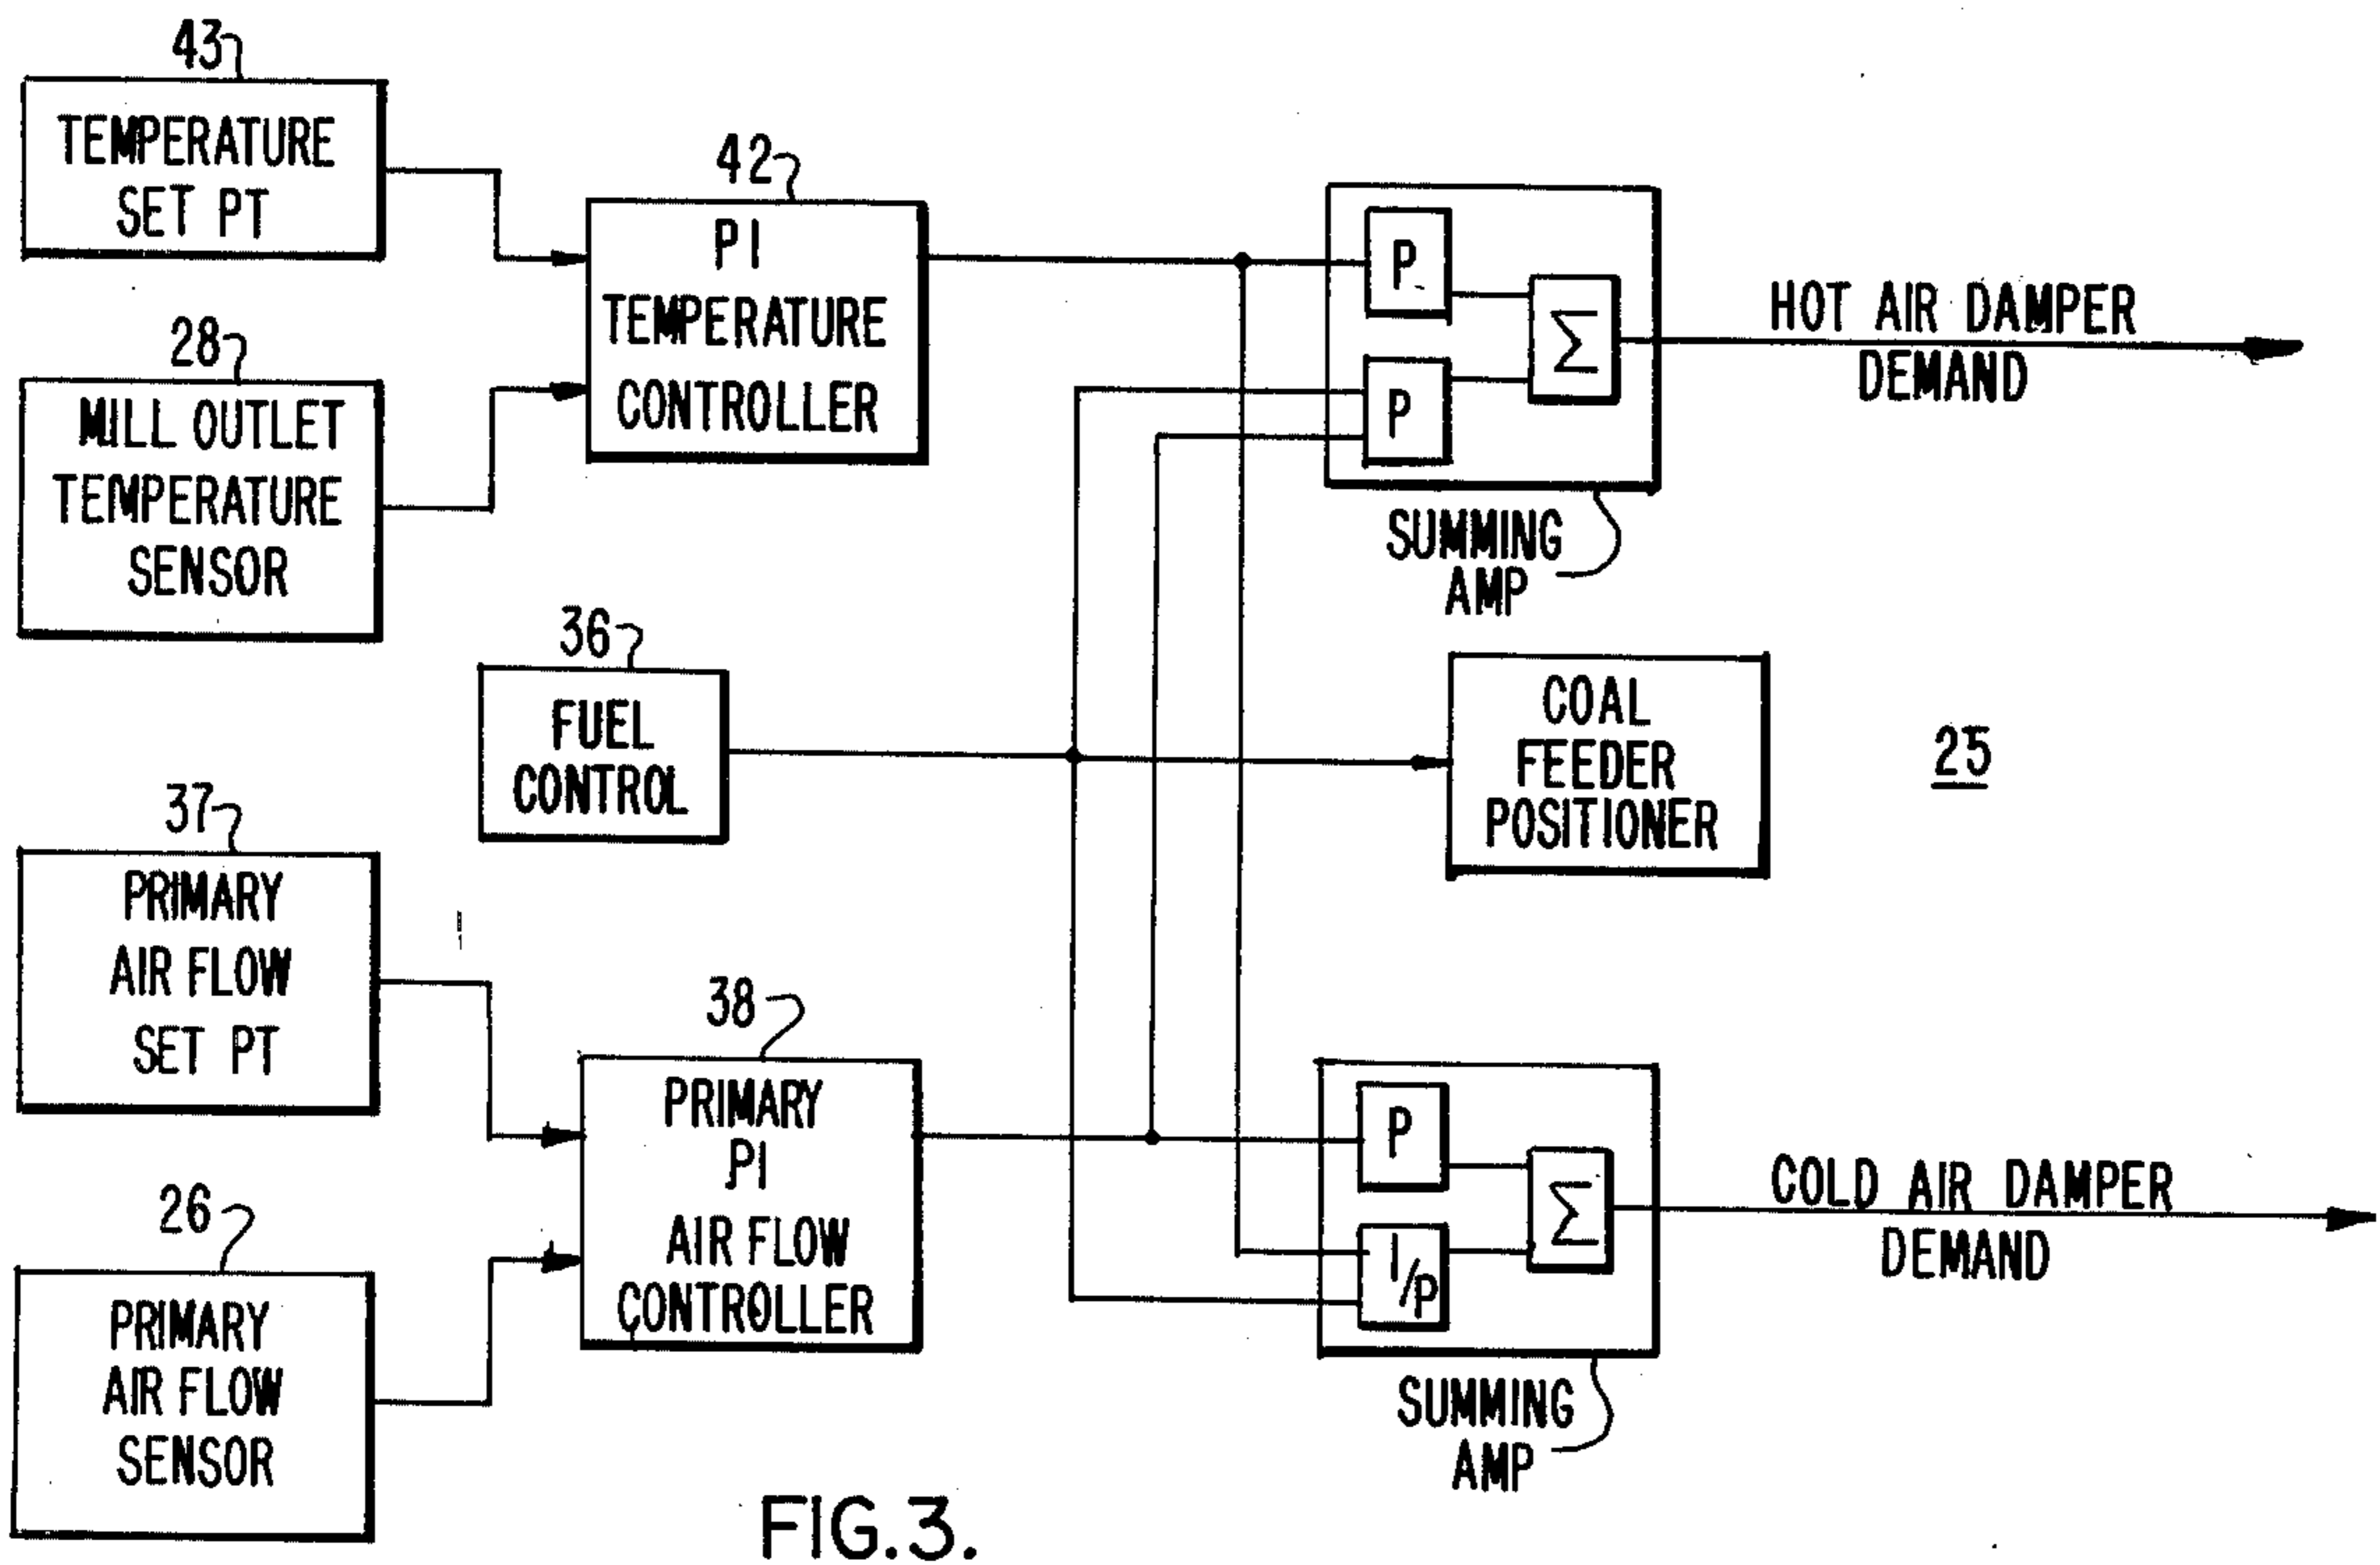 43
TEMPERATURE
SET PT
28
MILL OUTLET
TEMPERATURE
SENSOR
42
PI
TEMPERATURE
CONTROLLER
P
P
Σ
HOT AIR DAMPER
DEMAND
SUMMING
AMP
36
FUEL
CONTROL
COAL
FEEDER
POSITIONER
25
37
PRIMARY
AIR FLOW
SET PT
26
PRIMARY
AIR FLOW
SENSOR
38
PRIMARY
PI
AIR FLOW
CONTROLLER
P
1/P
Σ
COLD AIR DAMPER
DEMAND
SUMMING
AMP
FIG.3.